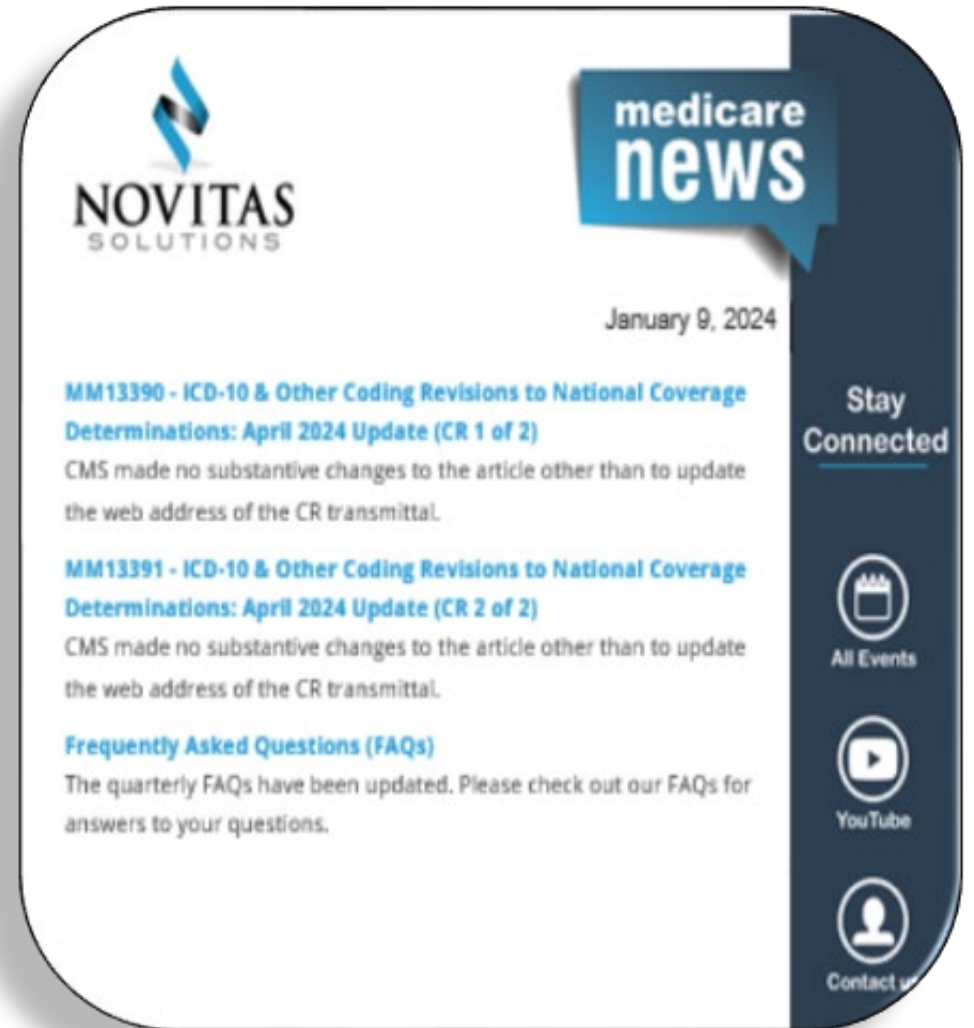 NOVITAS
SOLUTIONS
medicare
news
January 9, 2024
MM13390 - ICD-10 & Other Coding Revisions to National Coverage
Determinations: April 2024 Update (CR 1 of 2)
CMS made no substantive changes to the article other than to update
the web address of the CR transmittal.
MM13391 - ICD-10 & Other Coding Revisions to National Coverage
Determinations: April 2024 Update (CR 2 of 2)
CMS made no substantive changes to the article other than to update
the web address of the CR transmittal.
Frequently Asked Questions (FAQs)
The quarterly FAQs have been updated. Please check out our FAQs for
answers to your questions.
Stay
Connected
All Events
YouTube
Contact